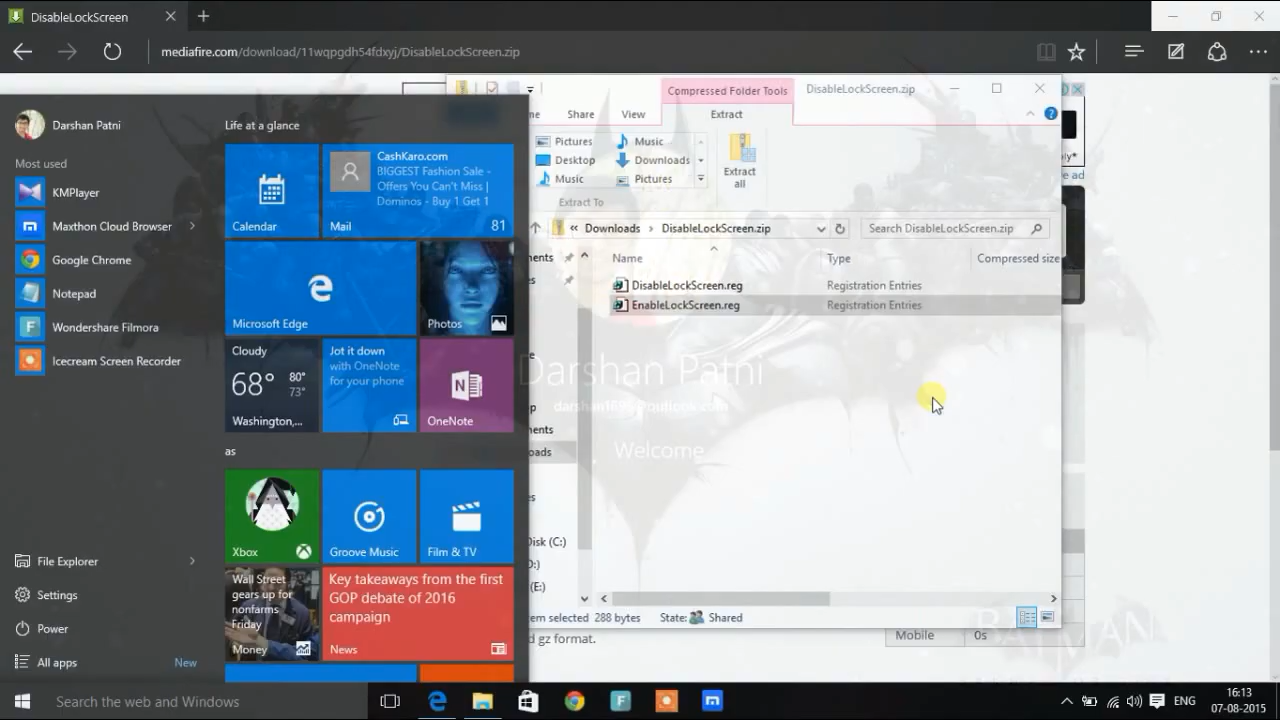 DisableLockScreen
mediafire.com/download/11wqpgdh54fdxyj/DisableLockScreen.zip
Compressed Folder Tools
DisableLockScreen.zip
me
Share
View
Extract
Pictures
Music
Desktop
Downloads
Music
Pictures
Extract all
Extract To
« Downloads > DisableLockScreen.zip
Search DisableLockScreen.zip
Name
Type
Compressed size
DisableLockScreen.reg
Registration Entries
EnableLockScreen.reg
Registration Entries
Darshan Patni
Welcome
Disk (C:)
D:)
(E:)
tem selected
288 bytes
State:
Shared
d gz format.
Mobile
0s
BATMAN
Darshan Patni
Most used
KMPlayer
Maxthon Cloud Browser
Google Chrome
Notepad
Wondershare Filmora
Icecream Screen Recorder
File Explorer
Settings
Power
All apps
New
Life at a glance
Calendar
CashKaro.com
BIGGEST Fashion Sale -
Offers You Can't Miss |
Dominos - Buy 1 Get 1
Mail
81
Microsoft Edge
Photos
Cloudy
68°
80°
73°
Washington,...
Jot it down
with OneNote
for your phone
OneNote
as
Xbox
Groove Music
Film & TV
Wall Street
gears up for
nonfarms
Friday
Money
Key takeaways from the first
GOP debate of 2016
campaign
News
Search the web and Windows
ENG
16:13
07-08-2015